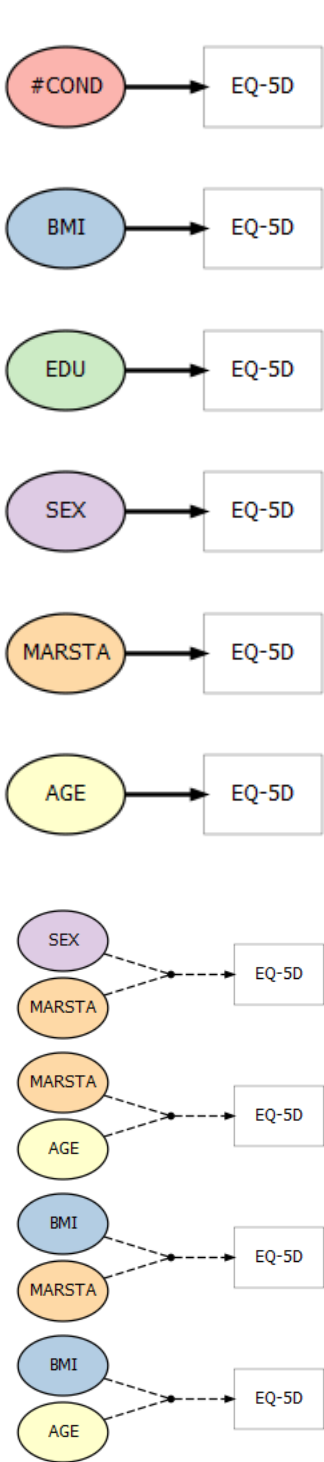 #COND EQ-5D
BMI EQ-5D
EDU EQ-5D
SEX EQ-5D
MARSTA EQ-5D
AGE EQ-5D
SEX
EQ-5D
MARSTA
MARSTA
EQ-5D
AGE
BMI
EQ-5D
MARSTA
BMI
EQ-5D
AGE